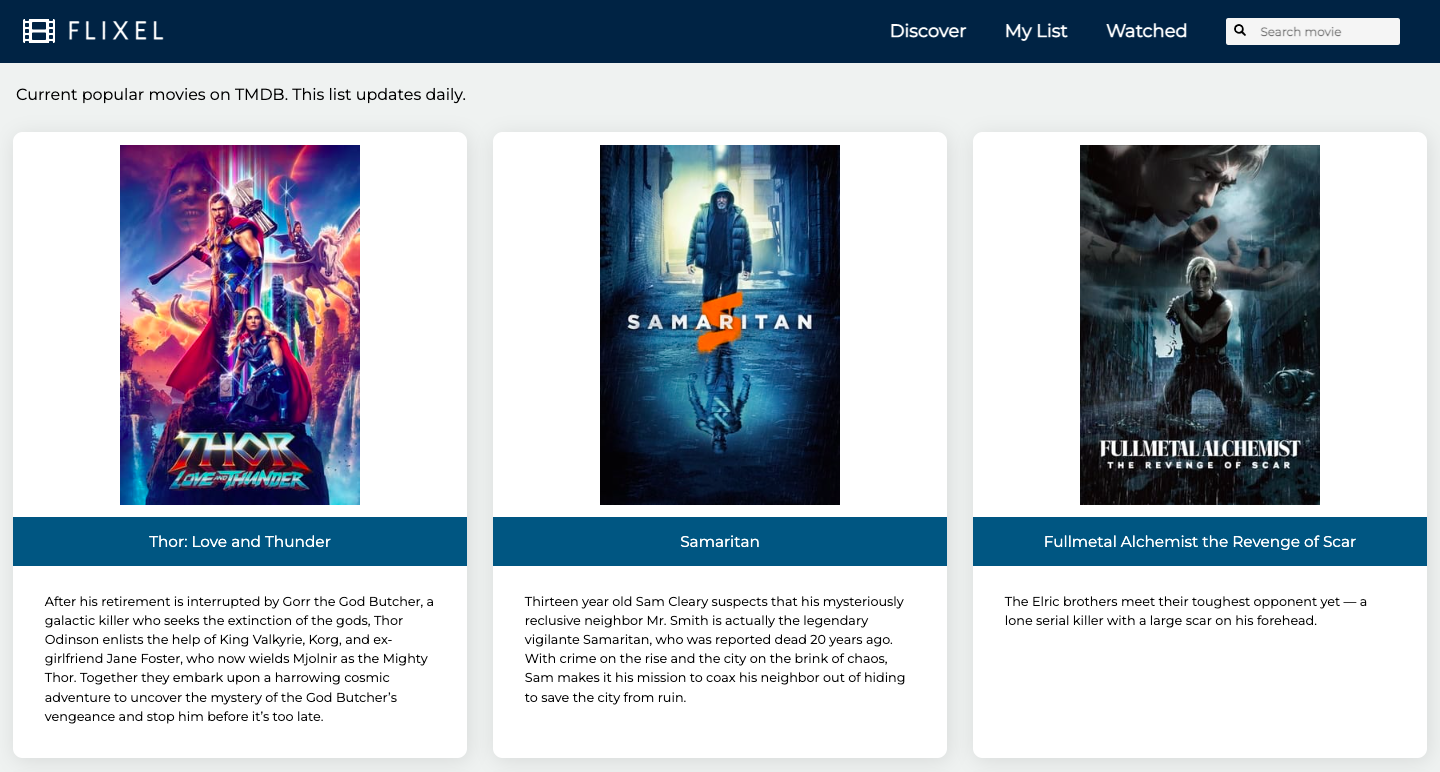 FLIXEL
Discover
My List
Watched
Search movie
Current popular movies on TMDB. This list updates daily.
THOR
LOVE AND THUNDER
SAMARITAN
FULLMETAL ALCHEMIST
THE REVENGE OF SCAR
Thor: Love and Thunder
Samaritan
Fullmetal Alchemist the Revenge of Scar
After his retirement is interrupted by Gorr the God Butcher, a
galactic killer who seeks the extinction of the gods, Thor
Odinson enlists the help of King Valkyrie, Korg, and ex-
girlfriend Jane Foster, who now wields Mjolnir as the Mighty
Thor. Together they embark upon a harrowing cosmic
adventure to uncover the mystery of the God Butcher’s
vengeance and stop him before it’s too late.
Thirteen year old Sam Cleary suspects that his mysteriously
reclusive neighbor Mr. Smith is actually the legendary
vigilante Samaritan, who was reported dead 20 years ago.
With crime on the rise and the city on the brink of chaos,
Sam makes it his mission to coax his neighbor out of hiding
to save the city from ruin.
The Elric brothers meet their toughest opponent yet — a
lone serial killer with a large scar on his forehead.